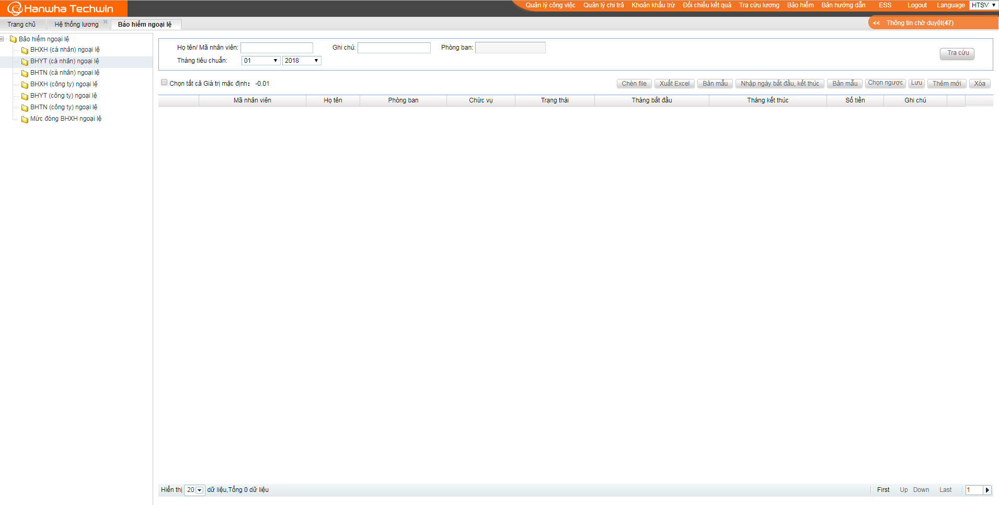 Hanwha Techwin
Quản lý công việc Quản lý chi trả Khoản khấu trừ Đối chiếu kết quả Tra cứu lương Bảo hiểm Bản hướng dẫn ESS Logout Language HTSV
Trang chủ Hệ thống lương Bảo hiểm ngoại lệ
<< Thông tin chờ duyệt(47)
Bảo hiểm ngoại lệ
BHXH (cá nhân) ngoại lệ
BHYT (cá nhân) ngoại lệ
BHTN (cá nhân) ngoại lệ
BHXH (công ty) ngoại lệ
BHYT (công ty) ngoại lệ
BHTN (công ty) ngoại lệ
Mức đóng BHXH ngoại lệ
Họ tên/ Mã nhân viên: Ghi chú: Phòng ban:
Tháng tiêu chuẩn: 01 2018
Tra cứu
Chọn tất cả Giá trị mặc định: -0.01
Chèn file Xuất Excel Bản mẫu Nhập ngày bắt đầu, kết thúc Bản mẫu Chọn ngược Lưu Thêm mới Xóa
Mã nhân viên Họ tên Phòng ban Chức vụ Trạng thái Tháng bắt đầu Tháng kết thúc Số tiền Ghi chú
Hiển thị 20 dữ liệu,Tổng 0 dữ liệu
First Up Down Last 1